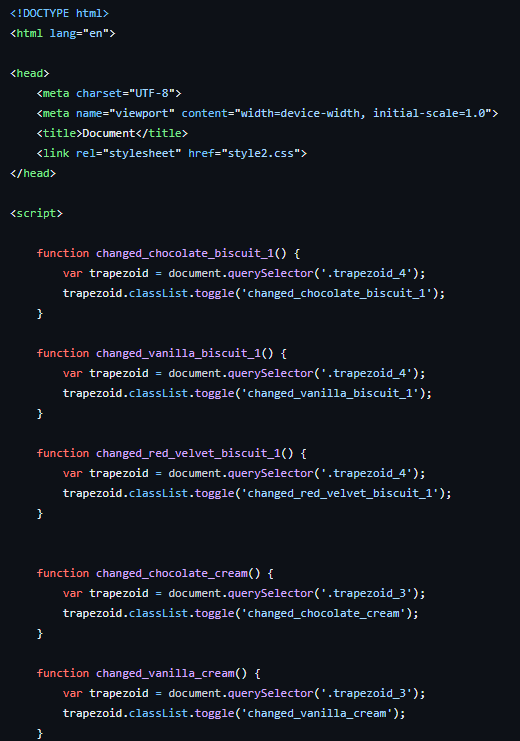 <!DOCTYPE html>
<html lang="en">
<head>
<meta charset="UTF-8">
<meta name="viewport" content="width=device-width, initial-scale=1.0">
<title>Document</title>
<link rel="stylesheet" href="style2.css">
</head>
<script>
function changed_chocolate_biscuit_1() {
var trapezoid = document.querySelector('.trapezoid_4');
trapezoid.classList.toggle('changed_chocolate_biscuit_1');
}
function changed_vanilla_biscuit_1() {
var trapezoid = document.querySelector('.trapezoid_4');
trapezoid.classList.toggle('changed_vanilla_biscuit_1');
}
function changed_red_velvet_biscuit_1() {
var trapezoid = document.querySelector('.trapezoid_4');
trapezoid.classList.toggle('changed_red_velvet_biscuit_1');
}
function changed_chocolate_cream() {
var trapezoid = document.querySelector('.trapezoid_3');
trapezoid.classList.toggle('changed_chocolate_cream');
}
function changed_vanilla_cream() {
var trapezoid = document.querySelector('.trapezoid_3');
trapezoid.classList.toggle('changed_vanilla_cream');
}